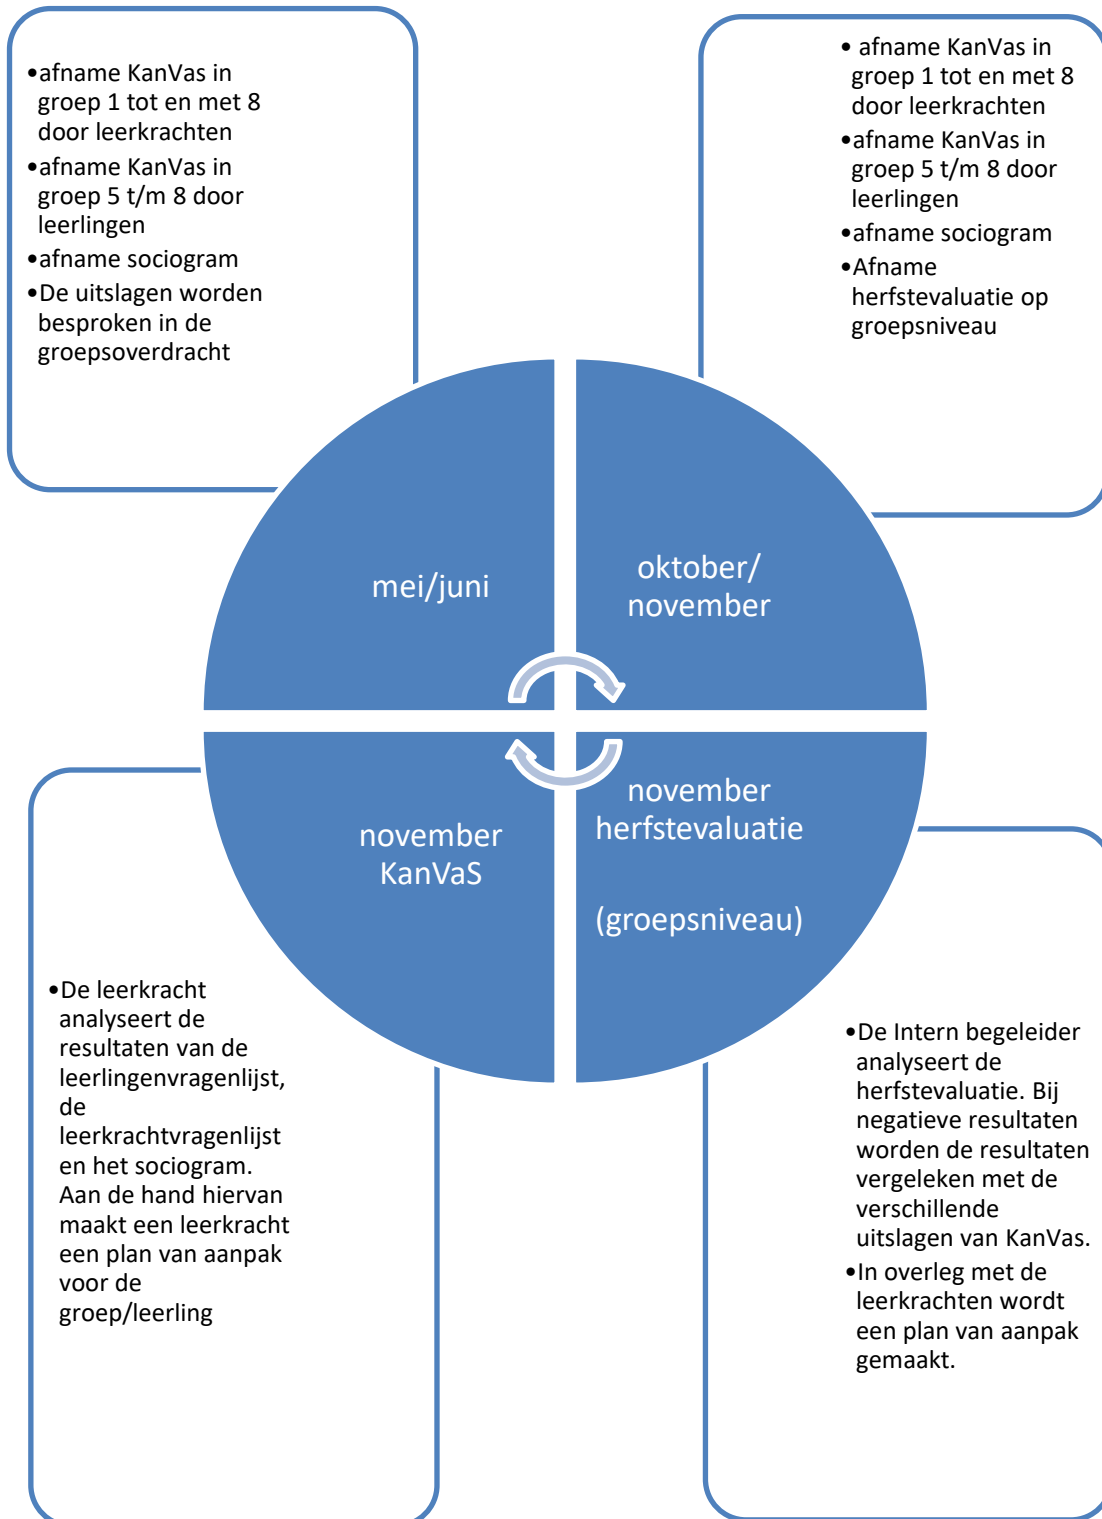 •afname KanVas in
groep 1 tot en met 8
door leerkrachten
•afname KanVas in
groep 5 t/m 8 door
leerlingen
•afname sociogram
•De uitslagen worden
besproken in de
groepsoverdracht
• afname KanVas in
groep 1 tot en met 8
door leerkrachten
•afname KanVas in
groep 5 t/m 8 door
leerlingen
•afname sociogram
•Afname
herfstevaluatie op
groepsniveau
mei/juni
oktober/
november
november
KanVaS
november
herfstevaluatie
(groepsniveau)
•De leerkracht
analyseert de
resultaten van de
leerlingenvragenlijst,
de
leerkrachtvragenlijst
en het sociogram.
Aan de hand hiervan
maakt een leerkracht
een plan van aanpak
voor de
groep/leerling
•De Intern begeleider
analyseert de
herfstevaluatie. Bij
negatieve resultaten
worden de resultaten
vergeleken met de
verschillende
uitslagen van KanVas.
•In overleg met de
leerkrachten wordt
een plan van aanpak
gemaakt.